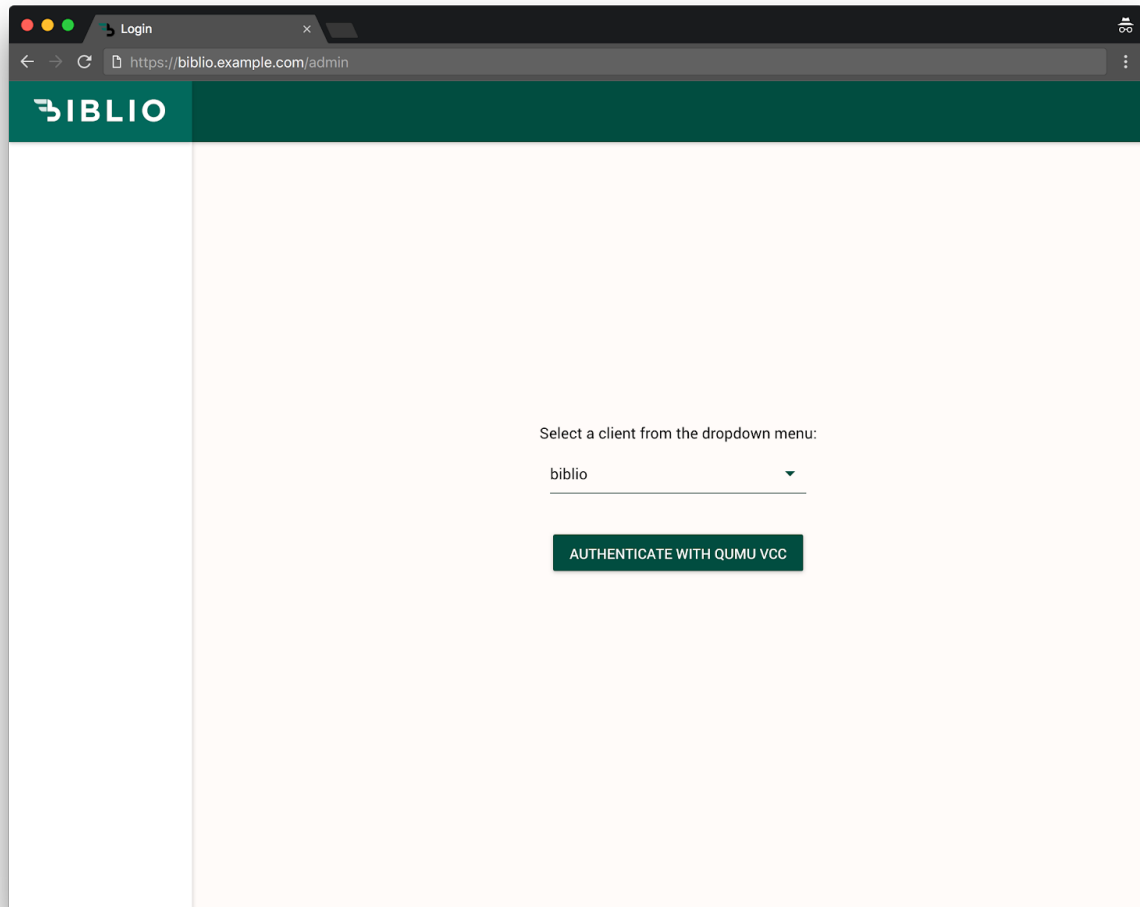 Login
https://biblio.example.com/admin
BIBLIO
Select a client from the dropdown menu:
biblio
AUTHENTICATE WITH QUMU VCC